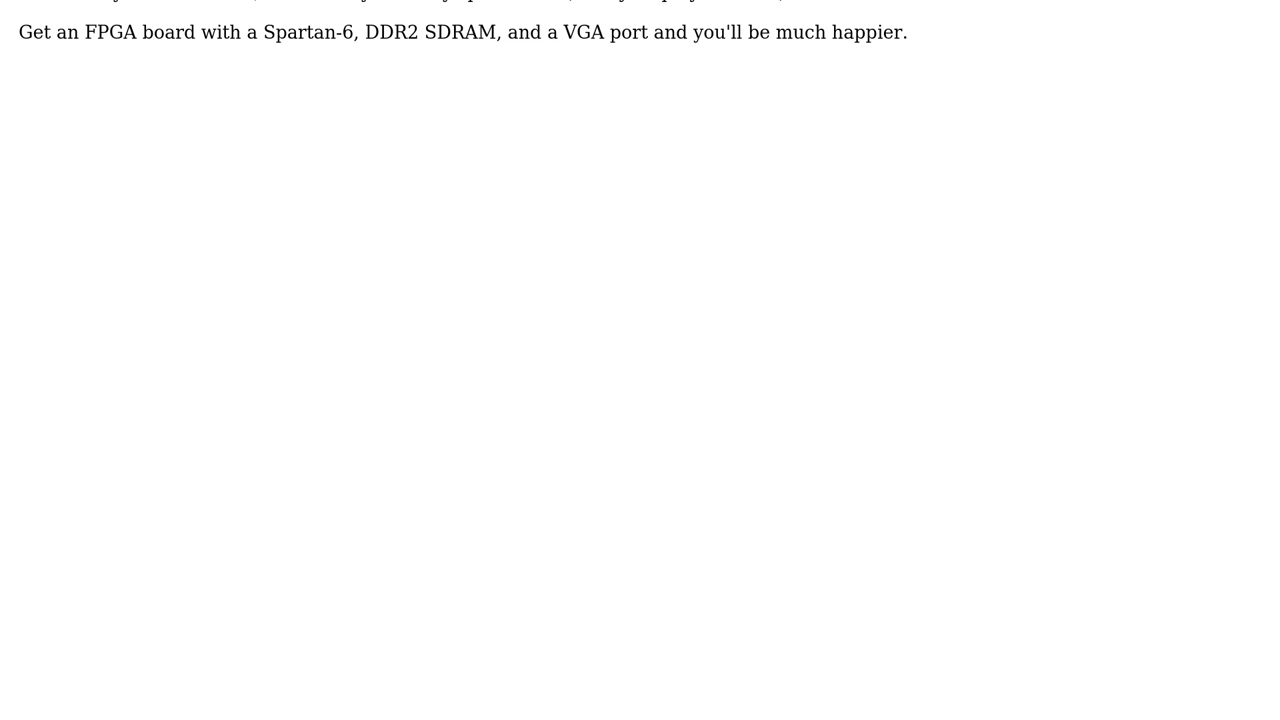 Get an FPGA board with a Spartan-6, DDR2 SDRAM, and a VGA port and you'll be much happier.